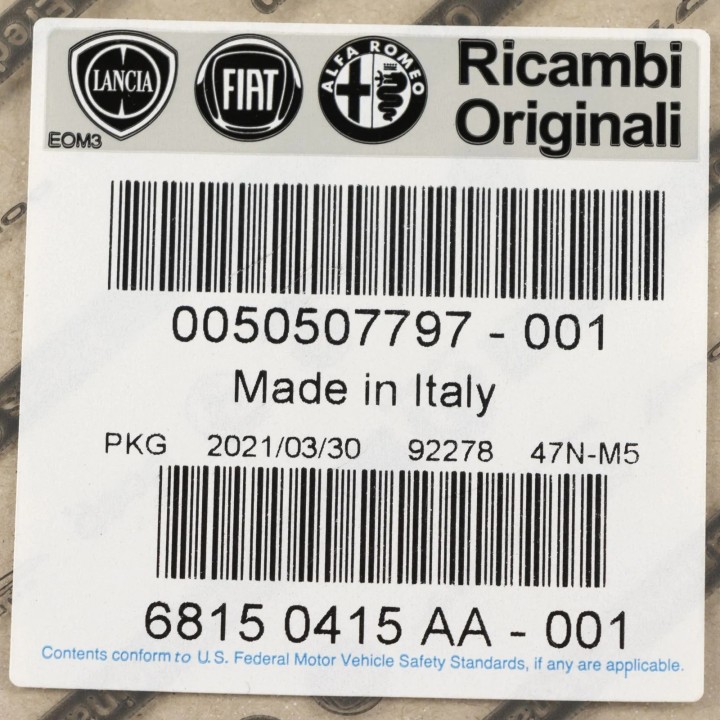 LANCIA FIAT ALFA ROMEO Ricambi
Originali
EOM3
0050507797 - 001
Made in Italy
PKG 2021/03/30 92278 47N-M5
6815 0415 AA - 001
Contents conform to U.S. Federal Motor Vehicle Safety Standards, if any are applicable.